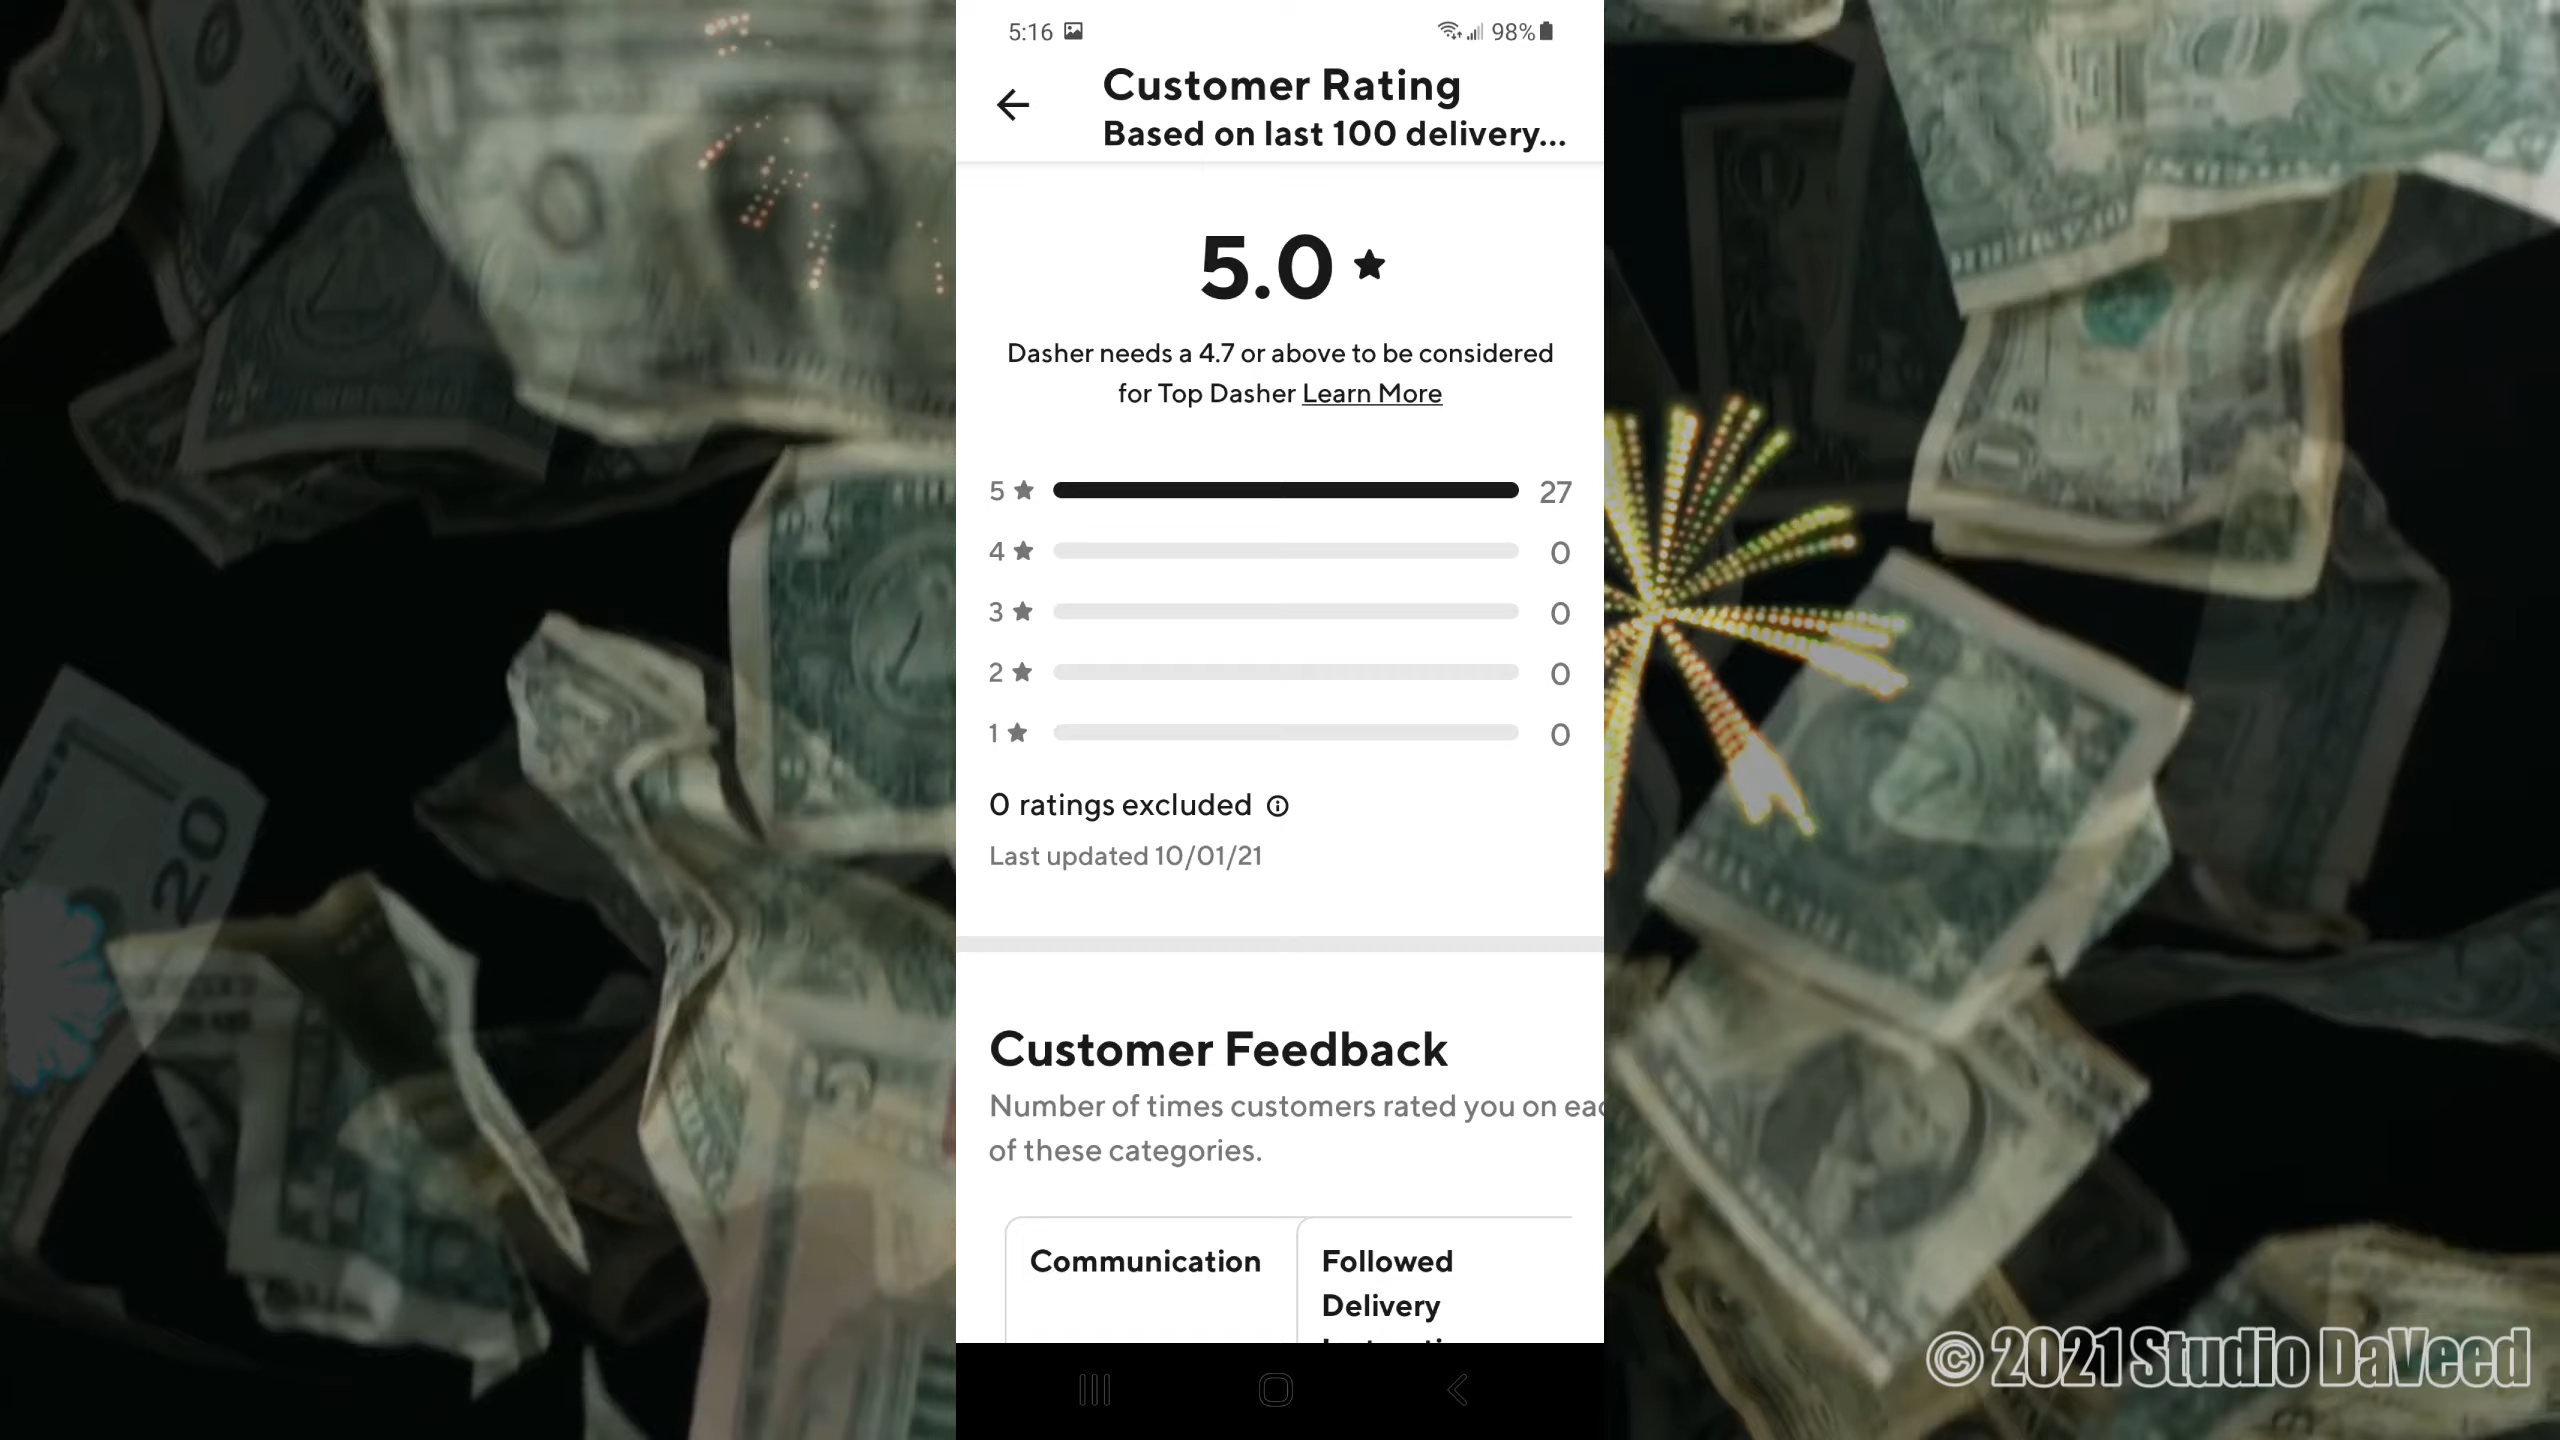 5:16
98%
Customer Rating
Based on last 100 delivery...
5.0
Dasher needs a 4.7 or above to be considered
for Top Dasher Learn More
5 27
4 0
3 0
2 0
1 0
0 ratings excluded
Last updated 10/01/21
Customer Feedback
Number of times customers rated you on eac
of these categories.
Communication
Followed
Delivery
20
© 2021 Studio DaVeed